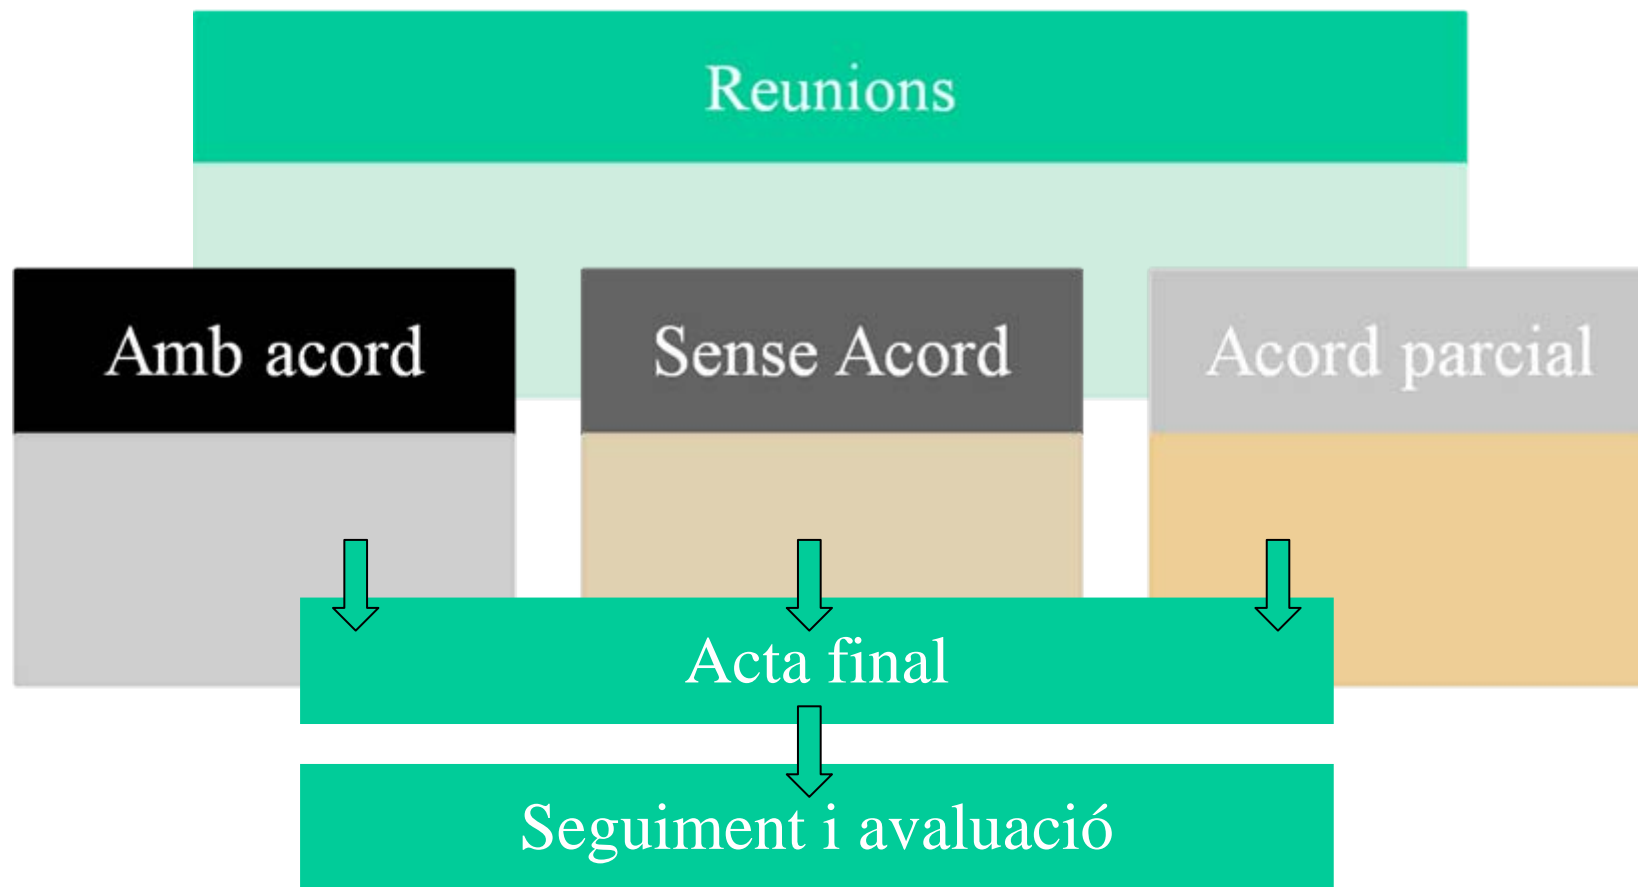 Reunions
Amb acord
Sense Acord
Acord parcial
Acta final
Seguiment i avaluació